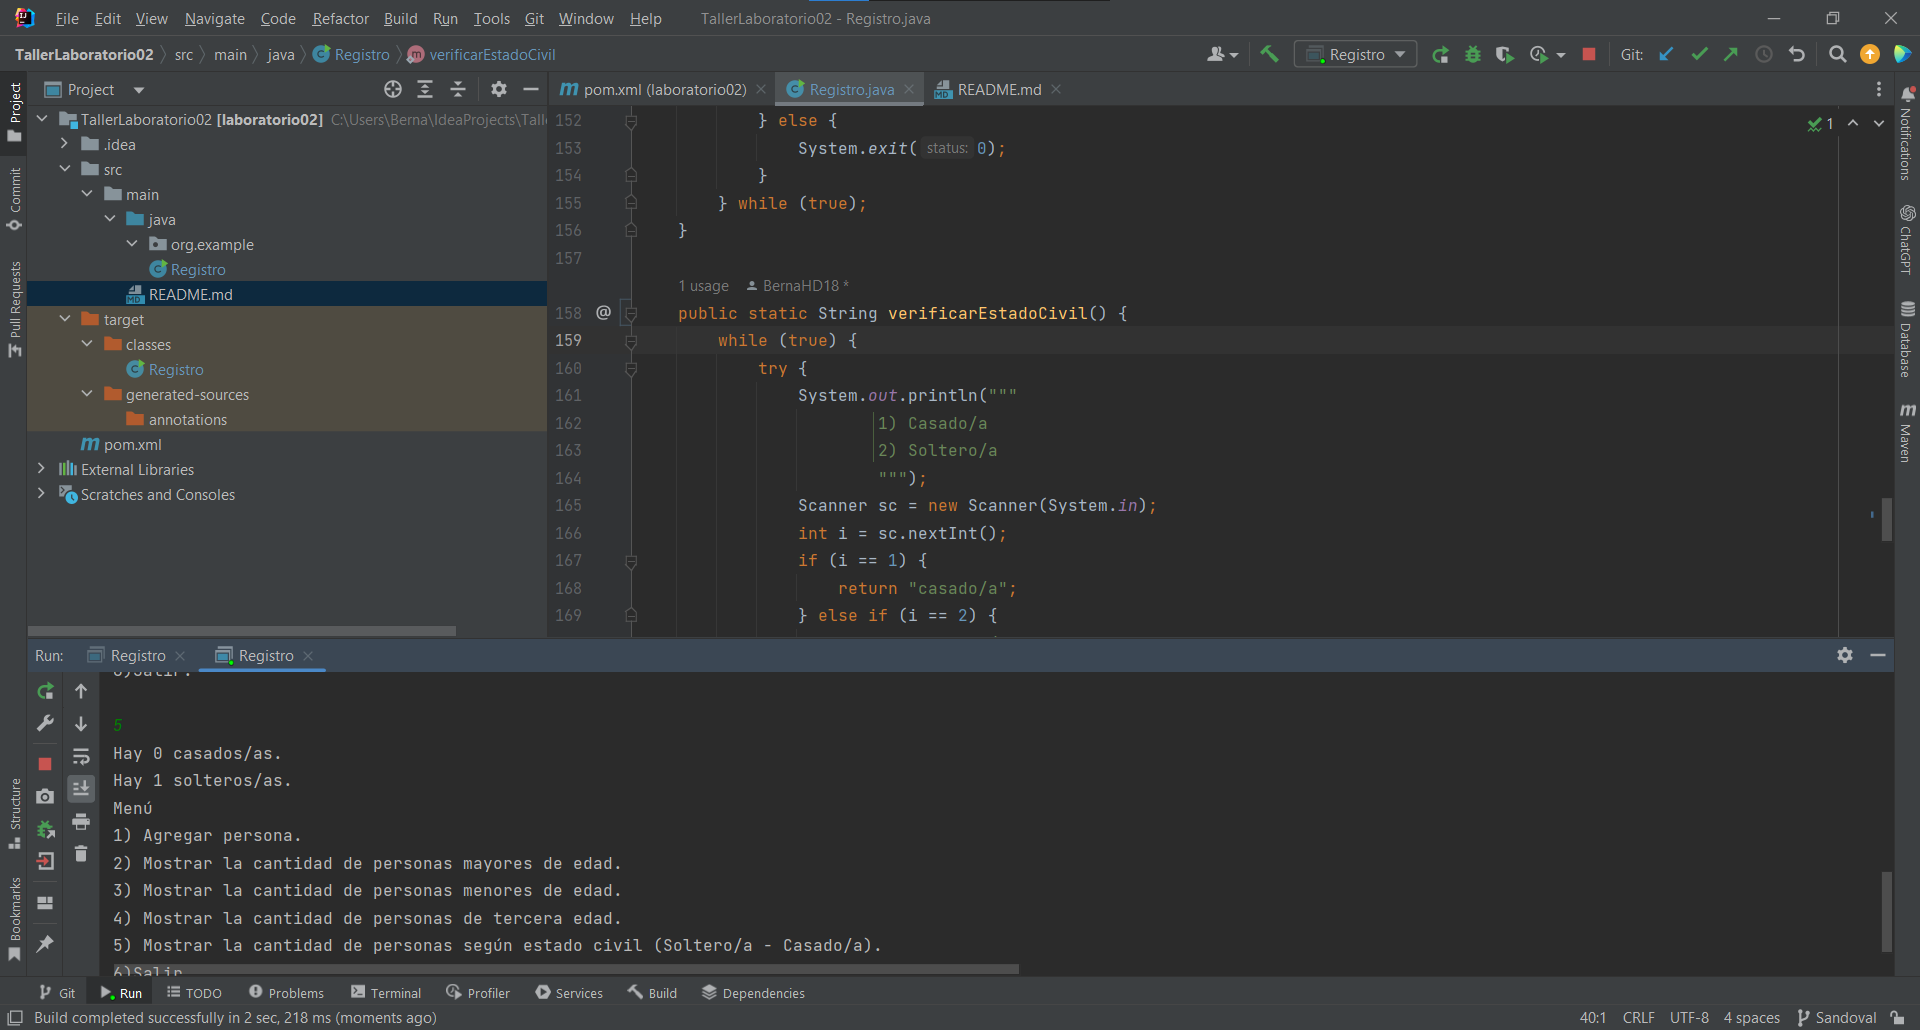 File Edit View Navigate Code Refactor Build Run Tools Git Window Help TallerLaboratorio02 - Registro.java
TallerLaboratorio02 src main java Registro verificarEstadoCivil
Registro Git:
Project
pom.xml (laboratorio02) Registro.java README.md
TallerLaboratorio02 [laboratorio02] C:\Users\Berna\IdeaProjects\Tall
.idea
src
main
java
org.example
Registro
README.md
target
classes
Registro
generated-sources
annotations
pom.xml
External Libraries
Scratches and Consoles
152 } else {
153 System.exit( status: 0);
154 }
155 } while (true);
156 }
157
1 usage BernaHD18 *
158 @ public static String verificarEstadoCivil() {
159 while (true) {
160 try {
161 System.out.println("""
162 1) Casado/a
163 2) Soltero/a
164 """);
165 Scanner sc = new Scanner(System.in);
166 int i = sc.nextInt();
167 if (i == 1) {
168 return "casado/a";
169 } else if (i == 2) {
1
Project
Commit
Pull Requests
Structure
Bookmarks
Notifications
ChatGPT
Database
Maven
Run: Registro Registro
6)Salir.
5
Hay 0 casados/as.
Hay 1 solteros/as.
Menú
1) Agregar persona.
2) Mostrar la cantidad de personas mayores de edad.
3) Mostrar la cantidad de personas menores de edad.
4) Mostrar la cantidad de personas de tercera edad.
5) Mostrar la cantidad de personas según estado civil (Soltero/a - Casado/a).
6)Salir
Git Run TODO Problems Terminal Profiler Services Build Dependencies
Build completed successfully in 2 sec, 218 ms (moments ago) 40:1 CRLF UTF-8 4 spaces Sandoval